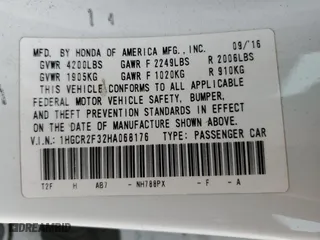 MFD. BY HONDA OF AMERICA MFG., INC. 09/16
GVWR 4200LBS GAWR F 2249LBS R 2006LBS
GVWR 1905KG GAWR F 1020KG R 910KG
THIS VEHICLE CONFORMS TO ALL APPLICABLE
FEDERAL MOTOR VEHICLE SAFETY, BUMPER,
AND THEFT PREVENTION STANDARDS IN EFFECT
ON THE DATE OF MANUFACTURE SHOWN ABOVE.
V.I.N.: 1HGCR2F32HA068176 TYPE: PASSENGER CAR
T2F H AB7 - NH788PX - F - A
© DREAMBID